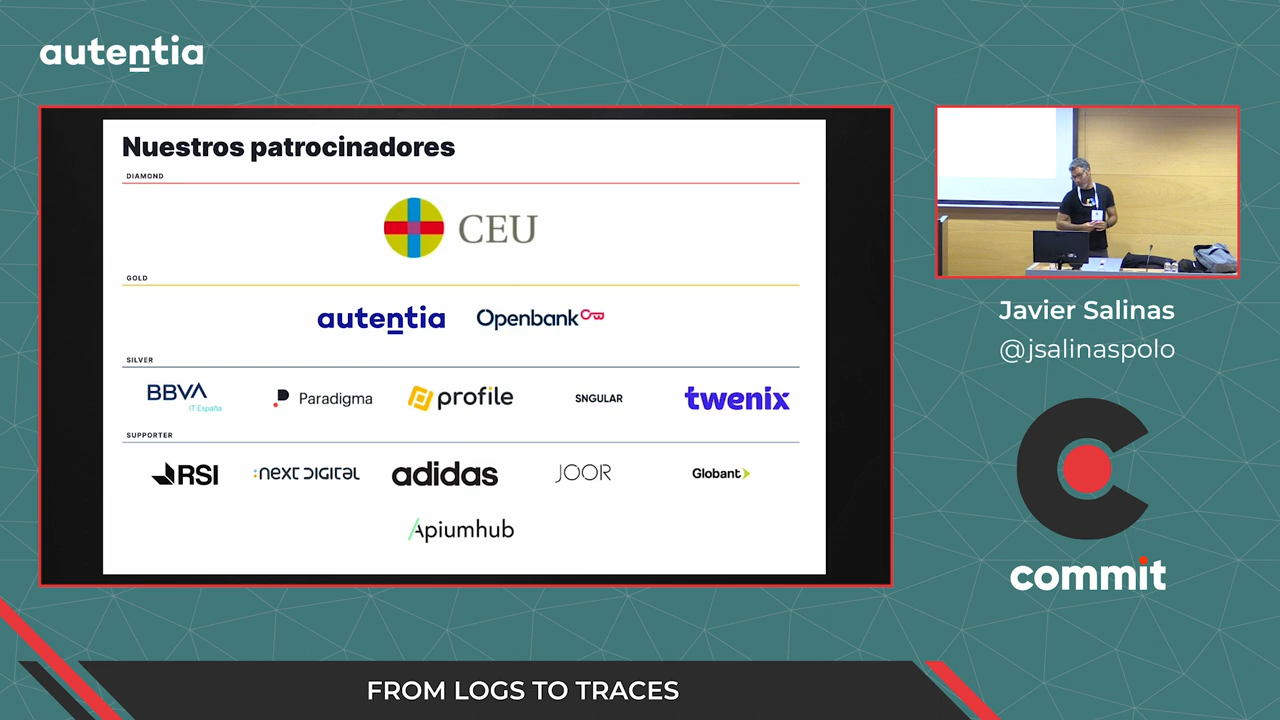 autentia
Nuestros patrocinadores
DIAMOND
CEU
GOLD
autentia Openbank
SILVER
BBVA
IT España
Paradigma profile SNGULAR twenix
SUPPORTER
RSI :NEXT DIGITAL adidas JOOR Globant
Apiumhub
Javier Salinas
@jsalinaspolo
commit
FROM LOGS TO TRACES